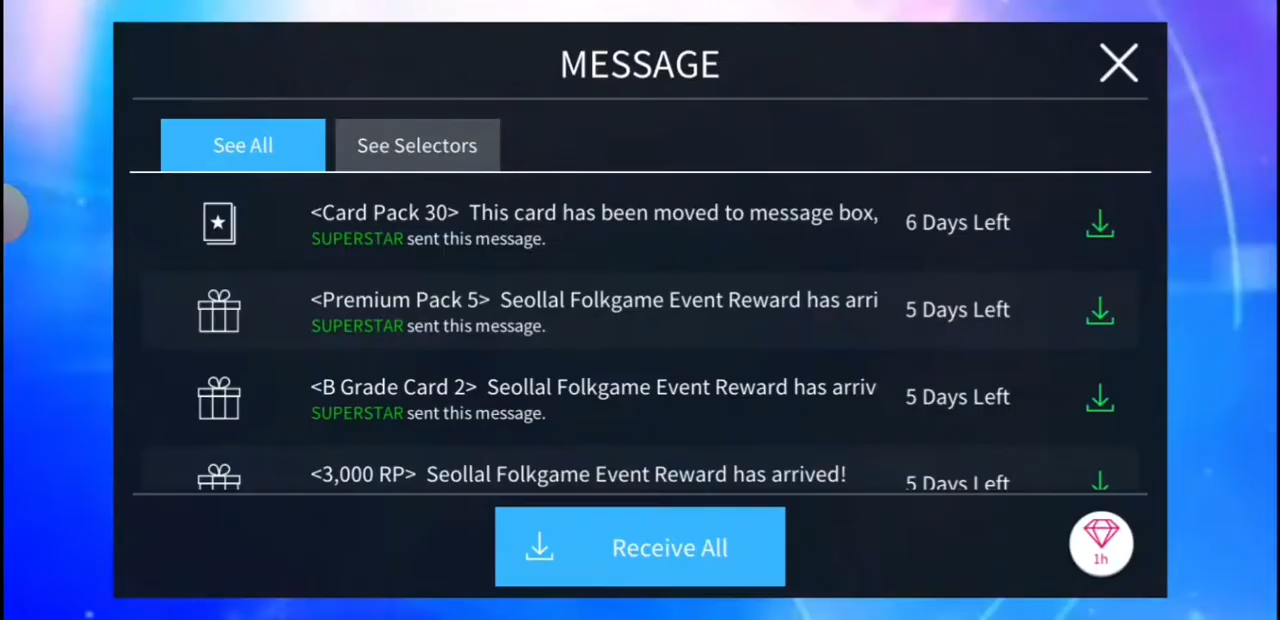 MESSAGE
See All
See Selectors
<Card Pack 30> This card has been moved to message box,
SUPERSTAR sent this message.
6 Days Left
<Premium Pack 5> Seollal Folkgame Event Reward has arri
SUPERSTAR sent this message.
5 Days Left
<B Grade Card 2> Seollal Folkgame Event Reward has arriv
SUPERSTAR sent this message.
5 Days Left
<3,000 RP> Seollal Folkgame Event Reward has arrived!
5 Days Left
Receive All
1h